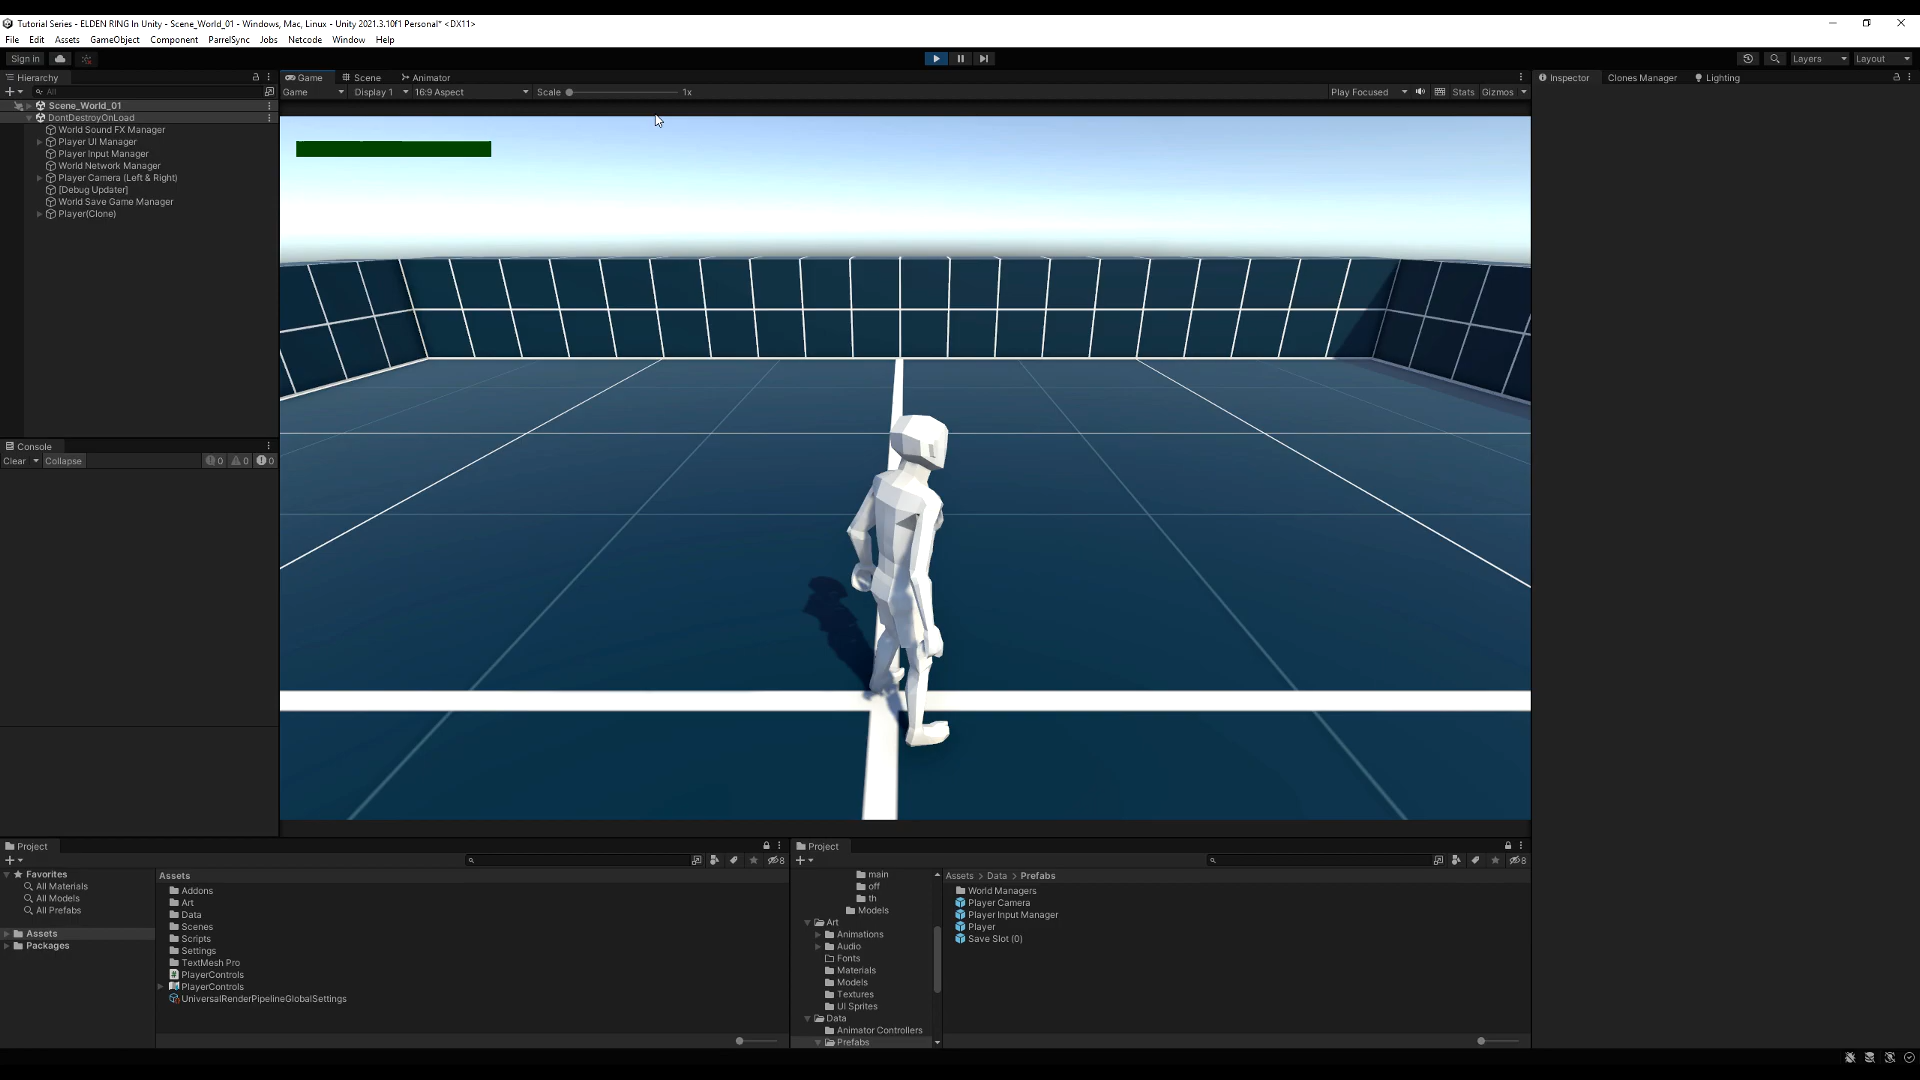 Tutorial Series - ELDEN RING In Unity - Scene_World_01 - Windows, Mac, Linux - Unity 2021.3.10f1 Personal* <DX11>
File Edit Assets GameObject Component ParrelSync Jobs Netcode Window Help
Sign in
Layers
Layout
Hierarchy
All
Scene_World_01
DontDestroyOnLoad
World Sound FX Manager
Player UI Manager
Player Input Manager
World Network Manager
Player Camera (Left & Right)
[Debug Updater]
World Save Game Manager
Player(Clone)
Game Scene Animator
Game Display 1 16:9 Aspect Scale 1x Play Focused Stats Gizmos
Inspector Clones Manager Lighting
Console
Clear Collapse 0 0 0
Project
8
Favorites
All Materials
All Models
All Prefabs
Assets
Packages
Assets
Addons
Art
Data
Scenes
Scripts
Settings
TextMesh Pro
PlayerControls
PlayerControls
UniversalRenderPipelineGlobalSettings
Project
8
main
off
th
Models
Art
Animations
Audio
Fonts
Materials
Models
Textures
UI Sprites
Data
Animator Controllers
Prefabs
Assets > Data > Prefabs
World Managers
Player Camera
Player Input Manager
Player
Save Slot (0)